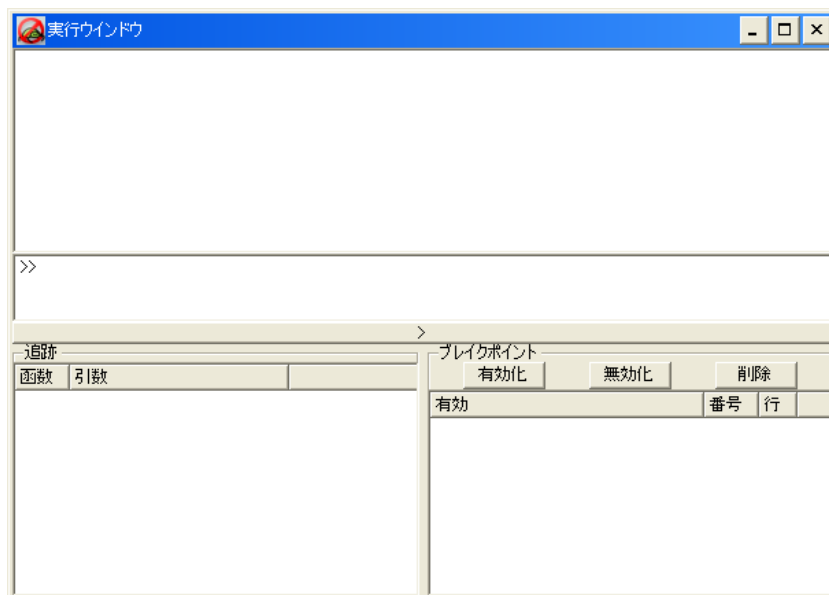 実行ウインドウ
>>
>
追跡
函数 引数
ブレイクポイント
有効化 無効化 削除
有効 番号 行